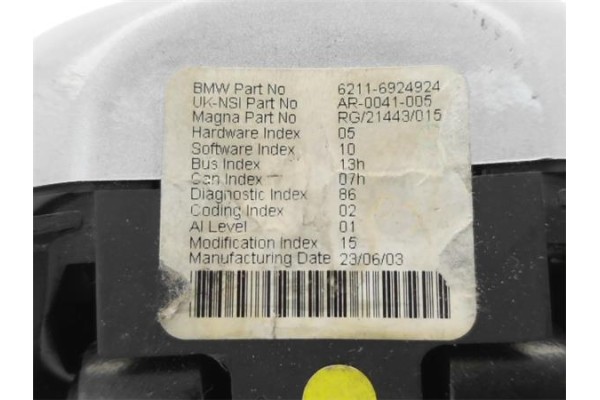 BMW Part No 6211-6924924
UK-NSI Part No AR-0041-005
Magna Part No RG/21443/015
Hardware Index 05
Software Index 10
Bus Index 13h
Can Index 07h
Diagnostic Index 86
Coding Index 02
AI Level 01
Modification Index 15
Manufacturing Date 23/06/03